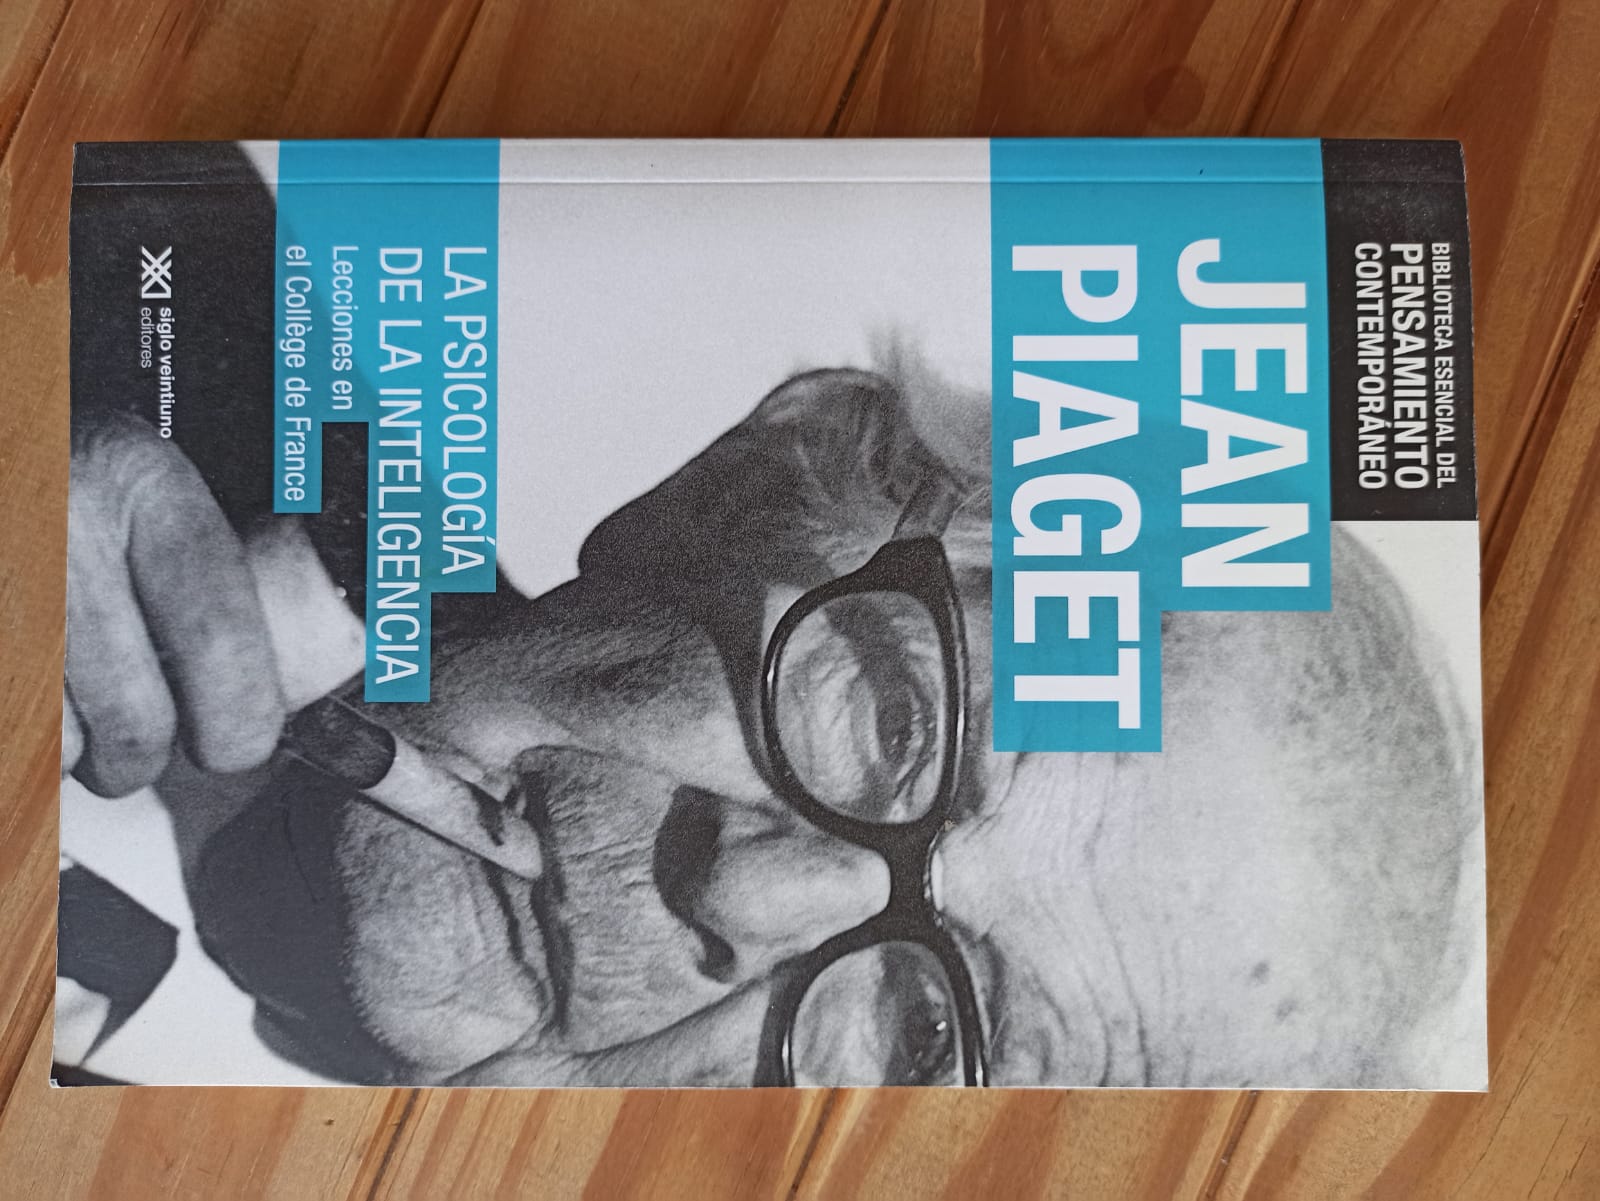 BIBLIOTECA ESENCIAL DEL
PENSAMIENTO
CONTEMPORÁNEO
JEAN
PIAGET
LA PSICOLOGÍA
DE LA INTELIGENCIA
Lecciones en
el Collège de France
siglo veintiuno
editores